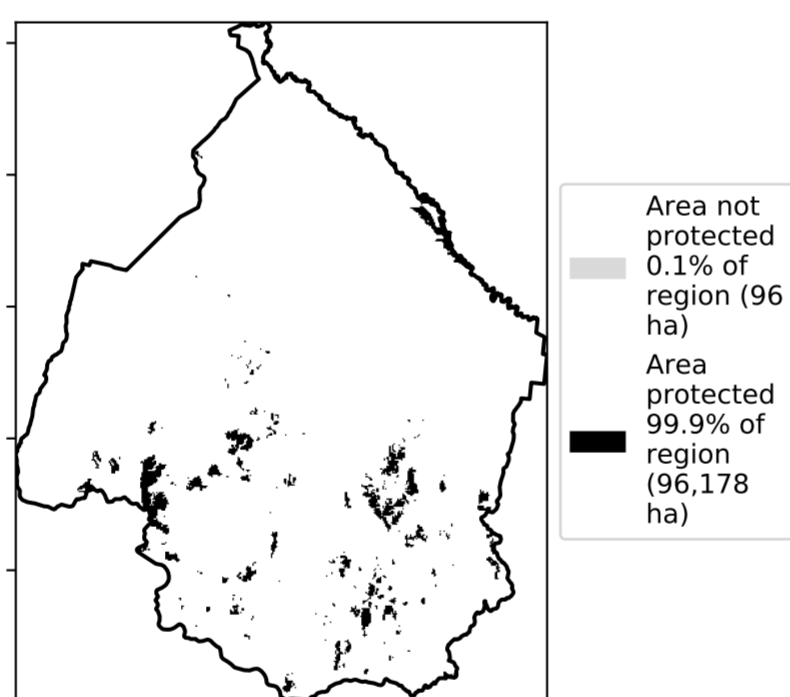 Area not
protected
0.1% of
region (96
ha)
Area
protected
99.9% of
region
(96,178
ha)